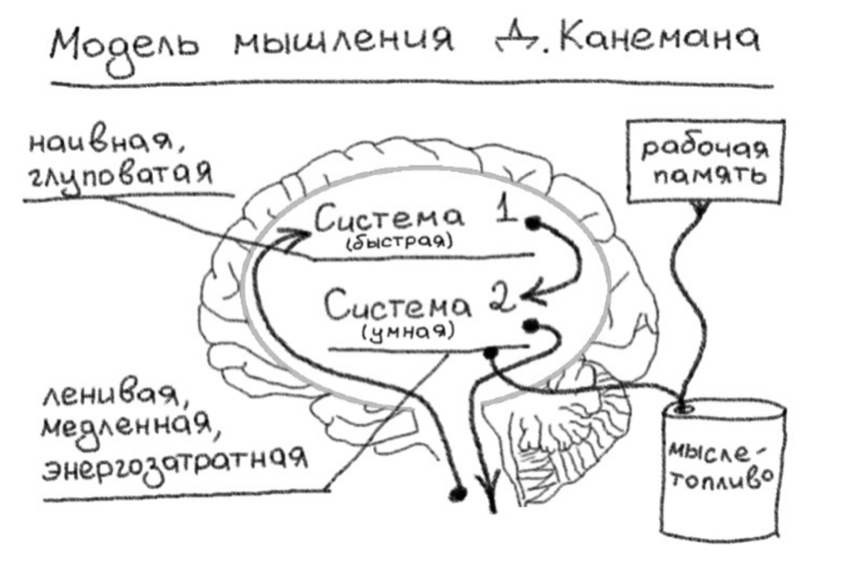 Модель мышления Д. Канемана
наивная,
глуповатая
рабочая
память
Система 1
(быстрая)
Система 2
(умная)
ленивая,
медленная,
энергозатратная
мысле-
топливо